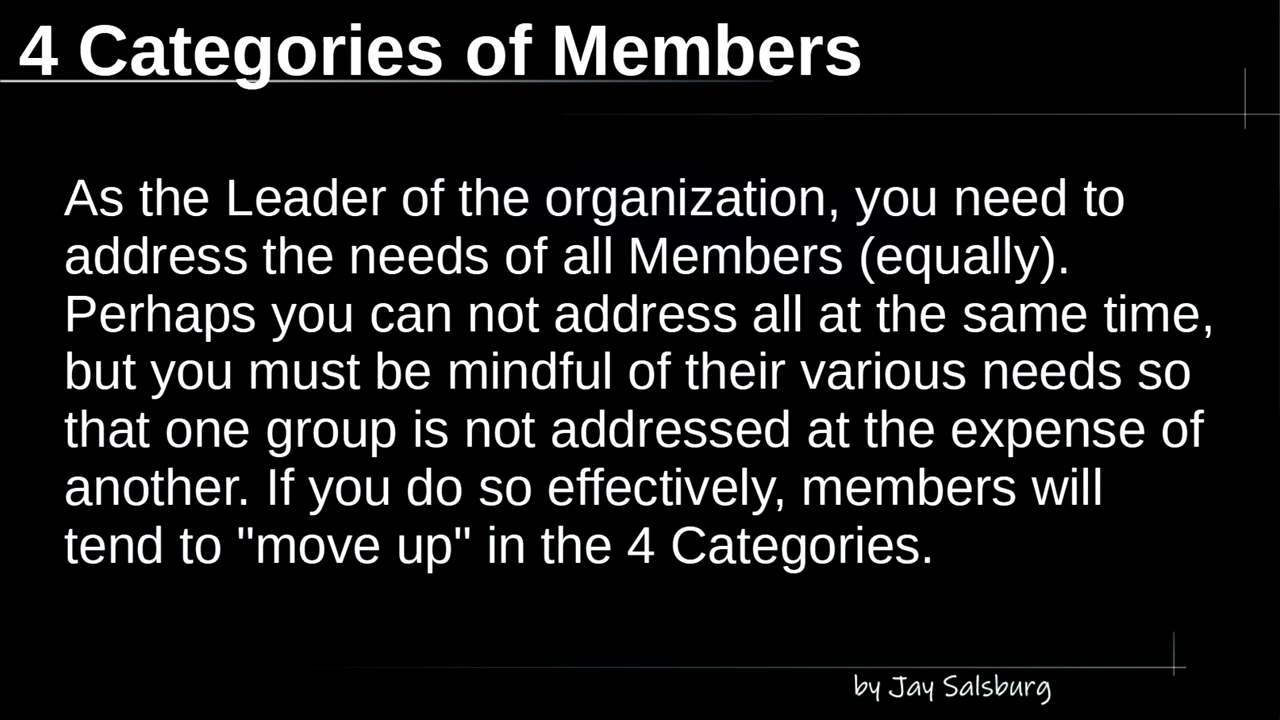 4 Categories of Members
As the Leader of the organization, you need to
address the needs of all Members (equally).
Perhaps you can not address all at the same time,
but you must be mindful of their various needs so
that one group is not addressed at the expense of
another. If you do so effectively, members will
tend to "move up" in the 4 Categories.
by Jay Salsburg